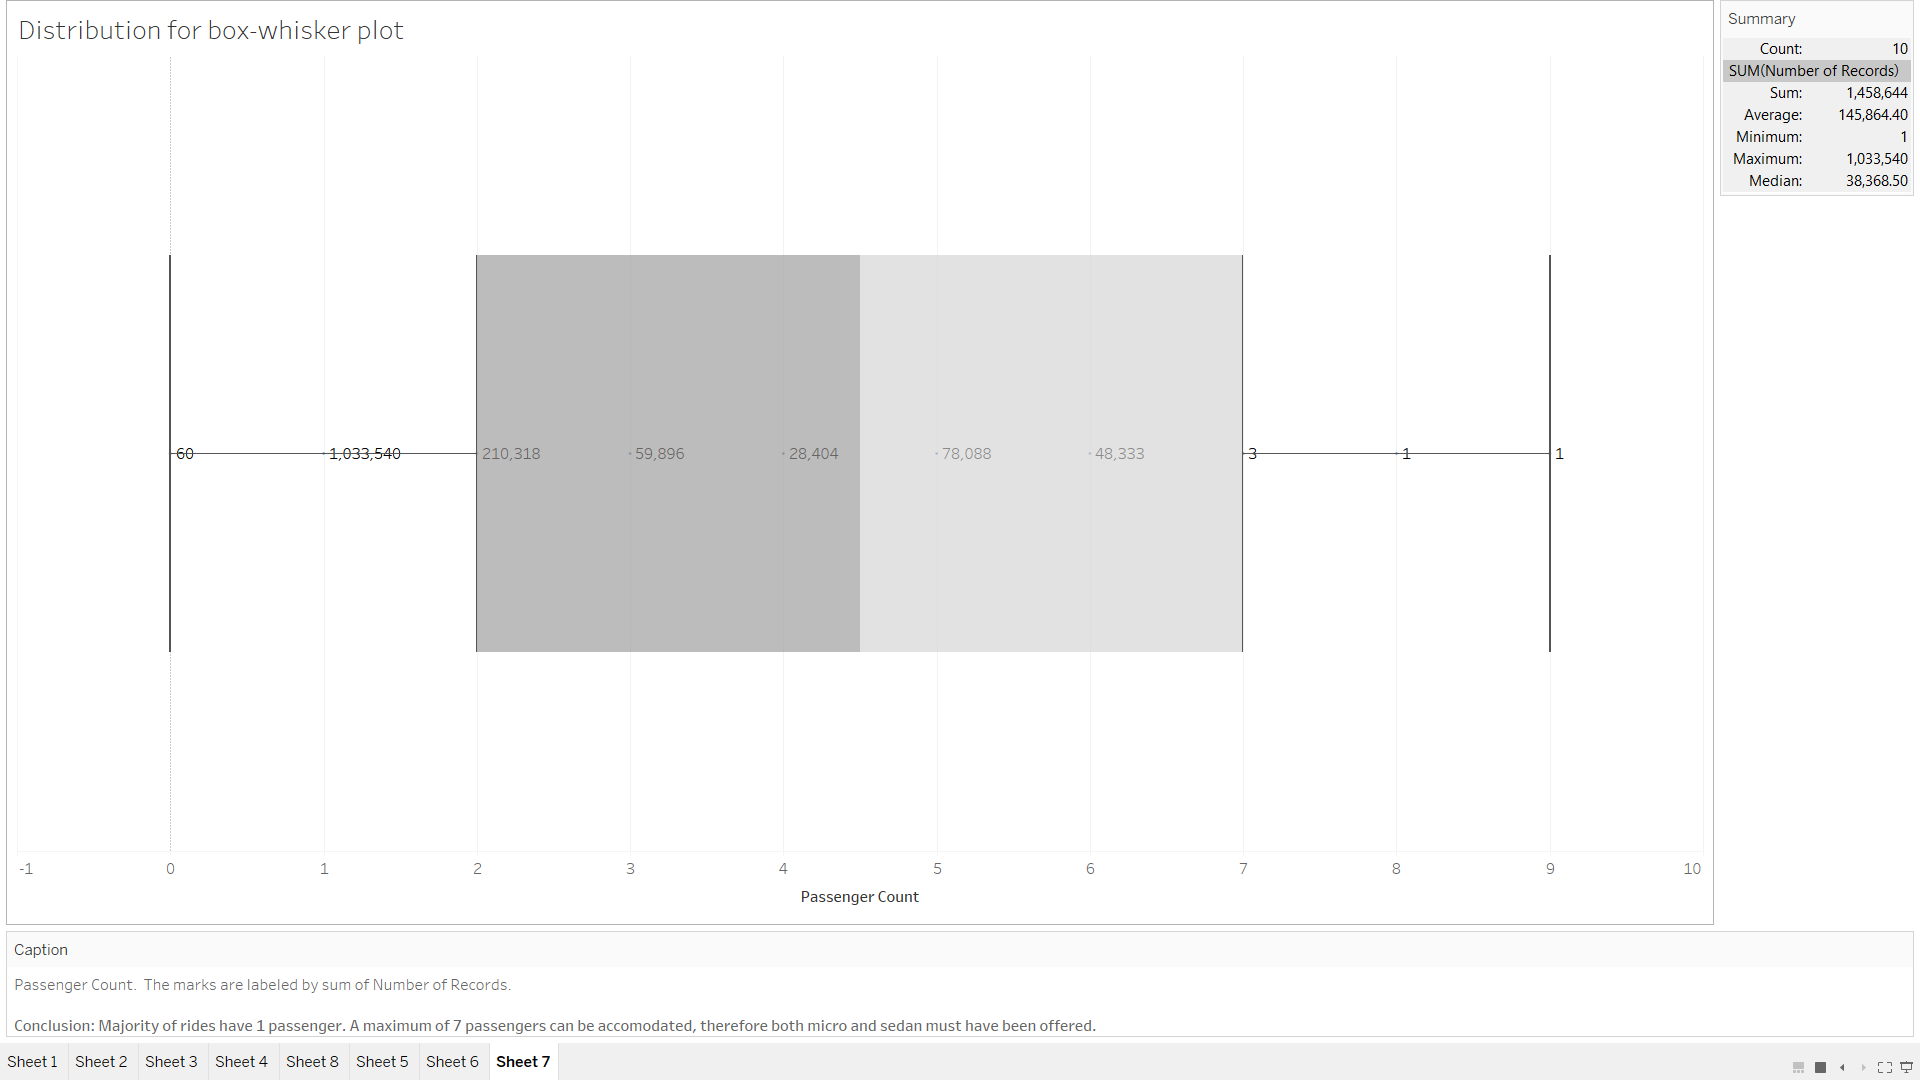 Distribution for box-whisker plot
Summary
Count: 10
SUM(Number of Records)
Sum: 1,458,644
Average: 145,864.40
Minimum: 1
Maximum: 1,033,540
Median: 38,368.50
60 1,033,540 210,318 59,896 28,404 78,088 48,333 3 1 1
-1 0 1 2 3 4 5 6 7 8 9 10
Passenger Count
Caption
Passenger Count. The marks are labeled by sum of Number of Records.
Conclusion: Majority of rides have 1 passenger. A maximum of 7 passengers can be accomodated, therefore both micro and sedan must have been offered.
Sheet 1 Sheet 2 Sheet 3 Sheet 4 Sheet 8 Sheet 5 Sheet 6 Sheet 7